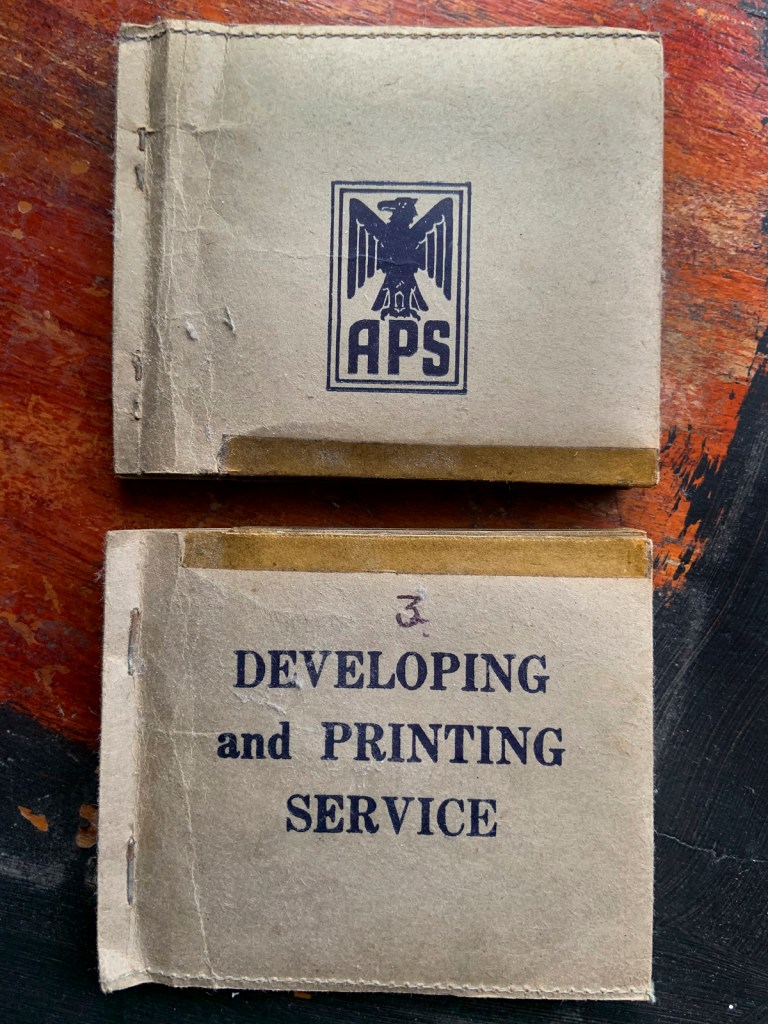 APS
3
DEVELOPING
and PRINTING
SERVICE